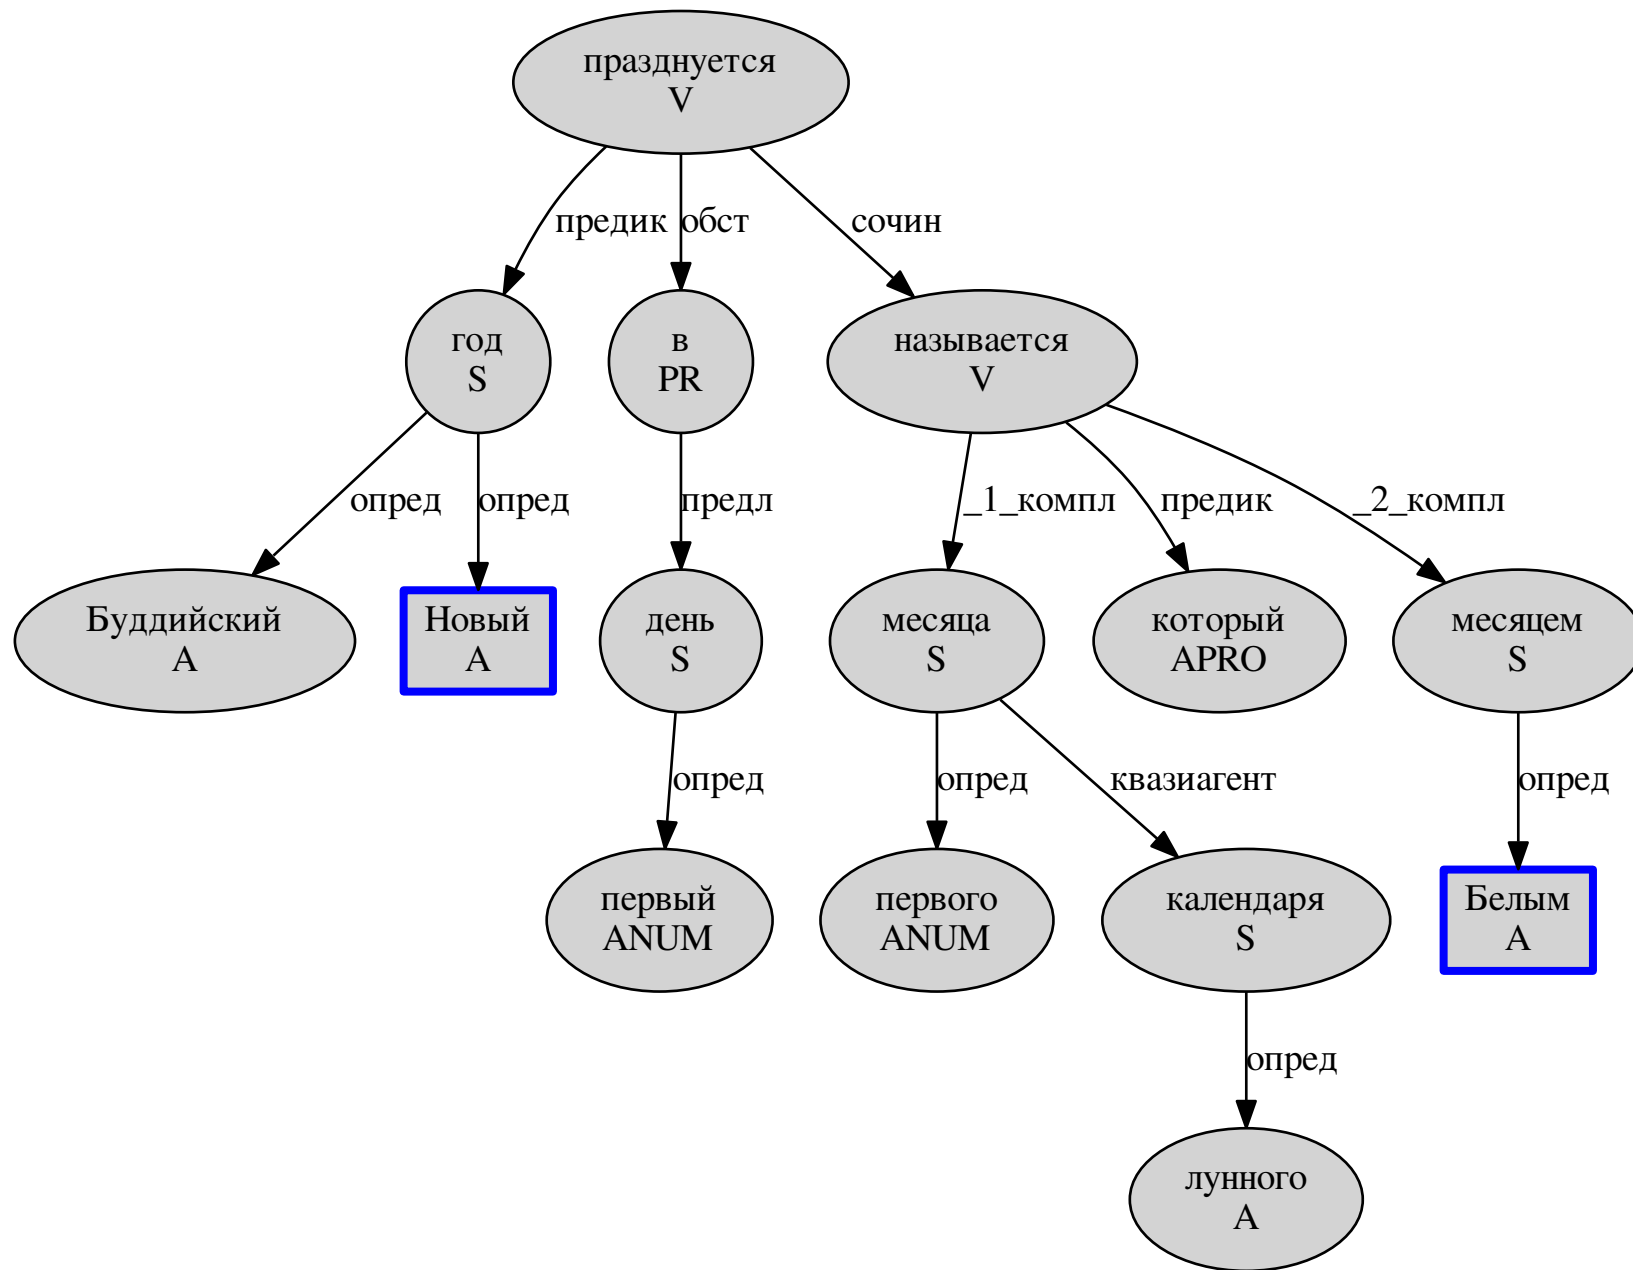 празднуется
V
предик обст сочин
год
S
в
PR
называется
V
опред опред предл _1_компл предик _2_компл
Буддийский
A
Новый
A
день
S
месяца
S
который
APRO
месяцем
S
опред опред квазиагент опред
первый
ANUM
первого
ANUM
календаря
S
Белым
A
опред
лунного
A